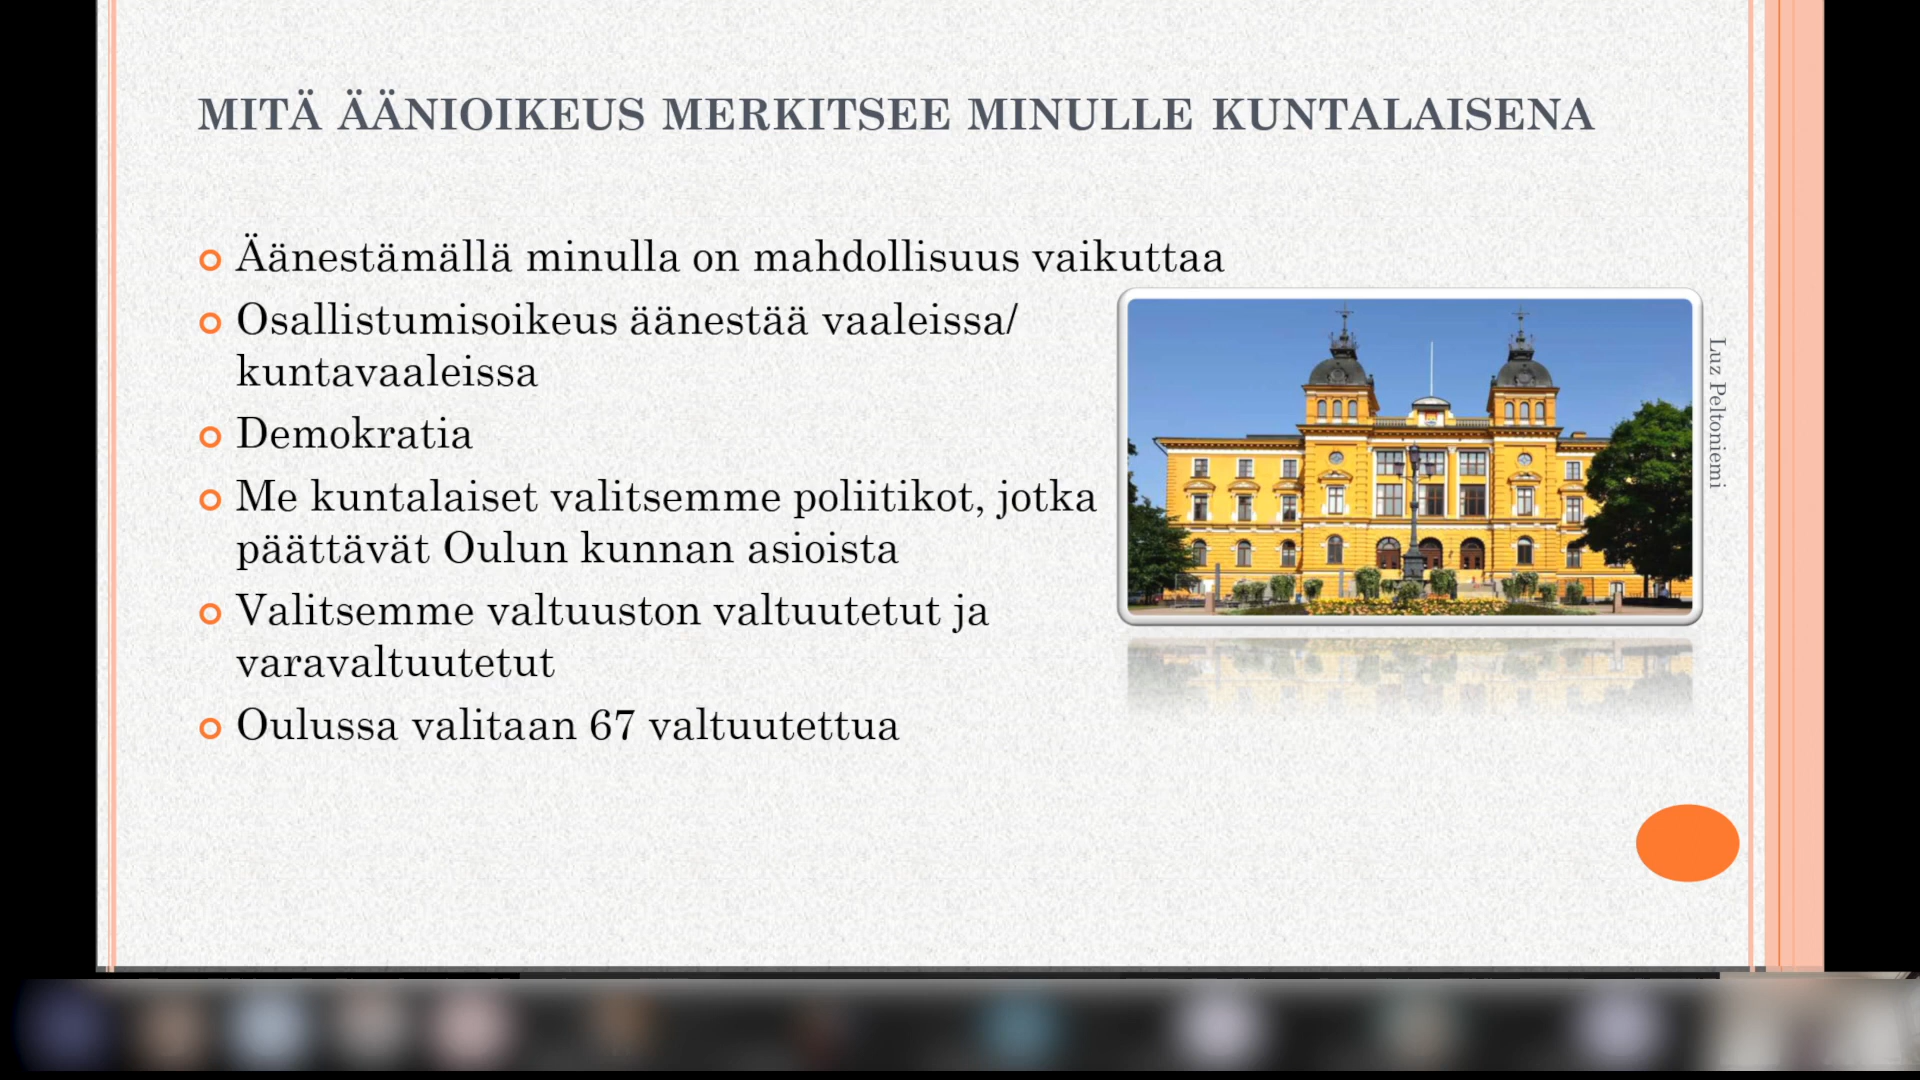 MITÄ ÄÄNIOIKEUS MERKITSEE MINULLE KUNTALAISENA
Äänestämällä minulla on mahdollisuus vaikuttaa
Osallistumisoikeus äänestää vaaleissa/
kuntavaaleissa
Demokratia
Me kuntalaiset valitsemme poliitikot, jotka
päättävät Oulun kunnan asioista
Valitsemme valtuuston valtuutetut ja
varavaltuutetut
Oulussa valitaan 67 valtuutettua
Luz Peltoniemi